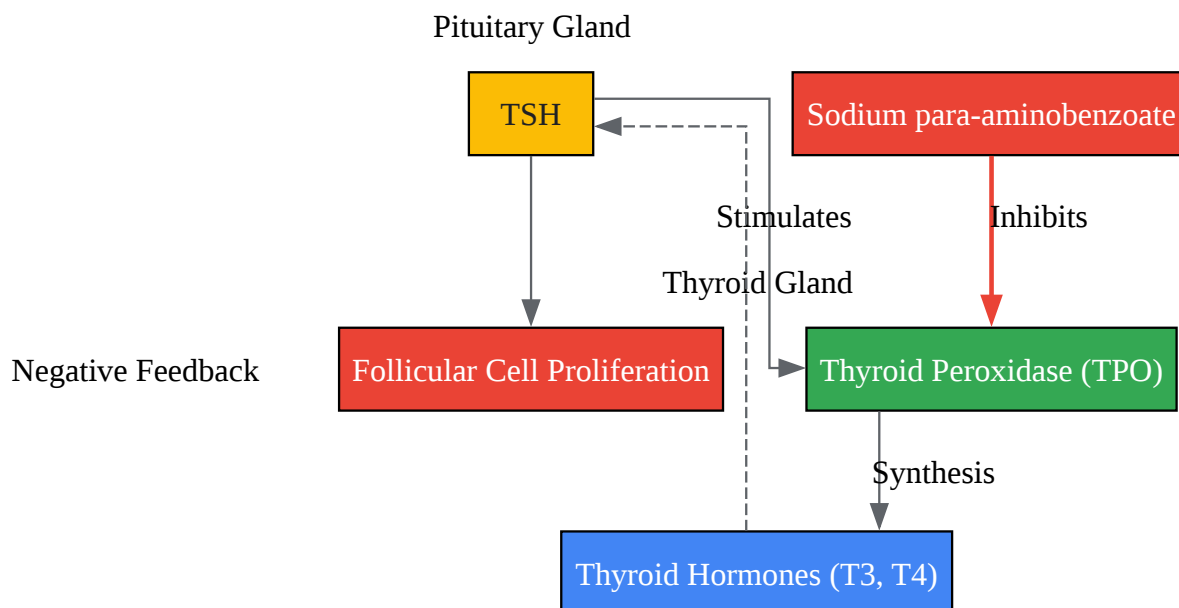 Pituitary Gland
TSH
Sodium para-aminobenzoate
Stimulates
Inhibits
Thyroid Gland
Negative Feedback
Follicular Cell Proliferation
Thyroid Peroxidase (TPO)
Synthesis
Thyroid Hormones (T3, T4)